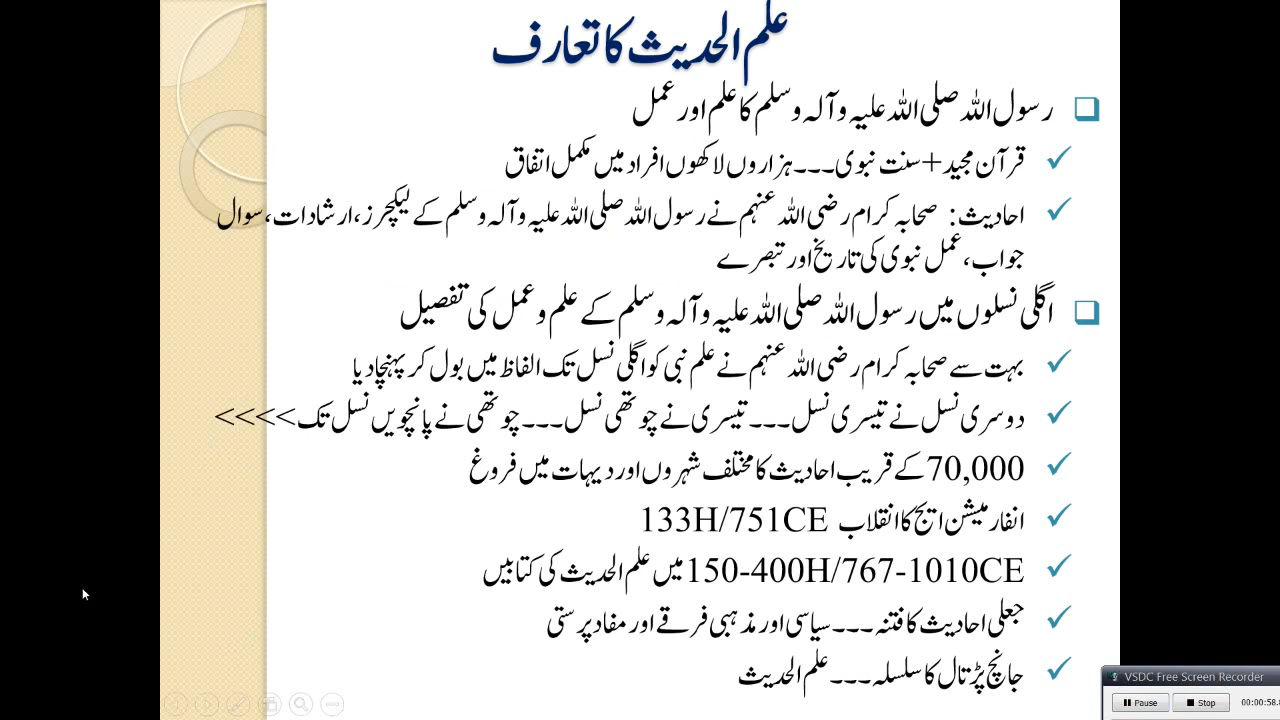 علم الحدیث کا تعارف
رسول اللہ صلی اللہ علیہ وآلہ وسلم کا علم اور عمل
قرآن مجید + سنت نبوی۔۔۔ہزاروں لاکھوں افراد میں مکمل اتفاق
احادیث: صحابہ کرام رضی اللہ عنہم نے رسول اللہ صلی اللہ علیہ وآلہ وسلم کے لیکچرز، ارشادات، سوال
جواب، عمل نبوی کی تاریخ اور تبصرے
اگلی نسلوں میں رسول اللہ صلی اللہ علیہ وآلہ وسلم کے علم و عمل کی تفصیل
بہت سے صحابہ کرام رضی اللہ عنہم نے علم نبی کو اگلی نسل تک الفاظ میں بول کر پہنچا دیا
دوسری نسل نے تیسری نسل۔۔۔ تیسری نے چوتھی نسل۔۔۔ چوتھی نے پانچویں نسل تک>>>>
70,000 کے قریب احادیث کا مختلف شہروں اور دیہات میں فروغ
انفارمیشن ایج کا انقلاب 133H/751CE
150-400H/767-1010CE میں علم الحدیث کی کتابیں
جعلی احادیث کا فتنہ۔۔۔ سیاسی اور مذہبی فرقے اور مفاد پرستی
جانچ پڑتال کا سلسلہ۔۔۔ علم الحدیث
VSDC Free Screen Recorder
Pause Stop 00:00:58.